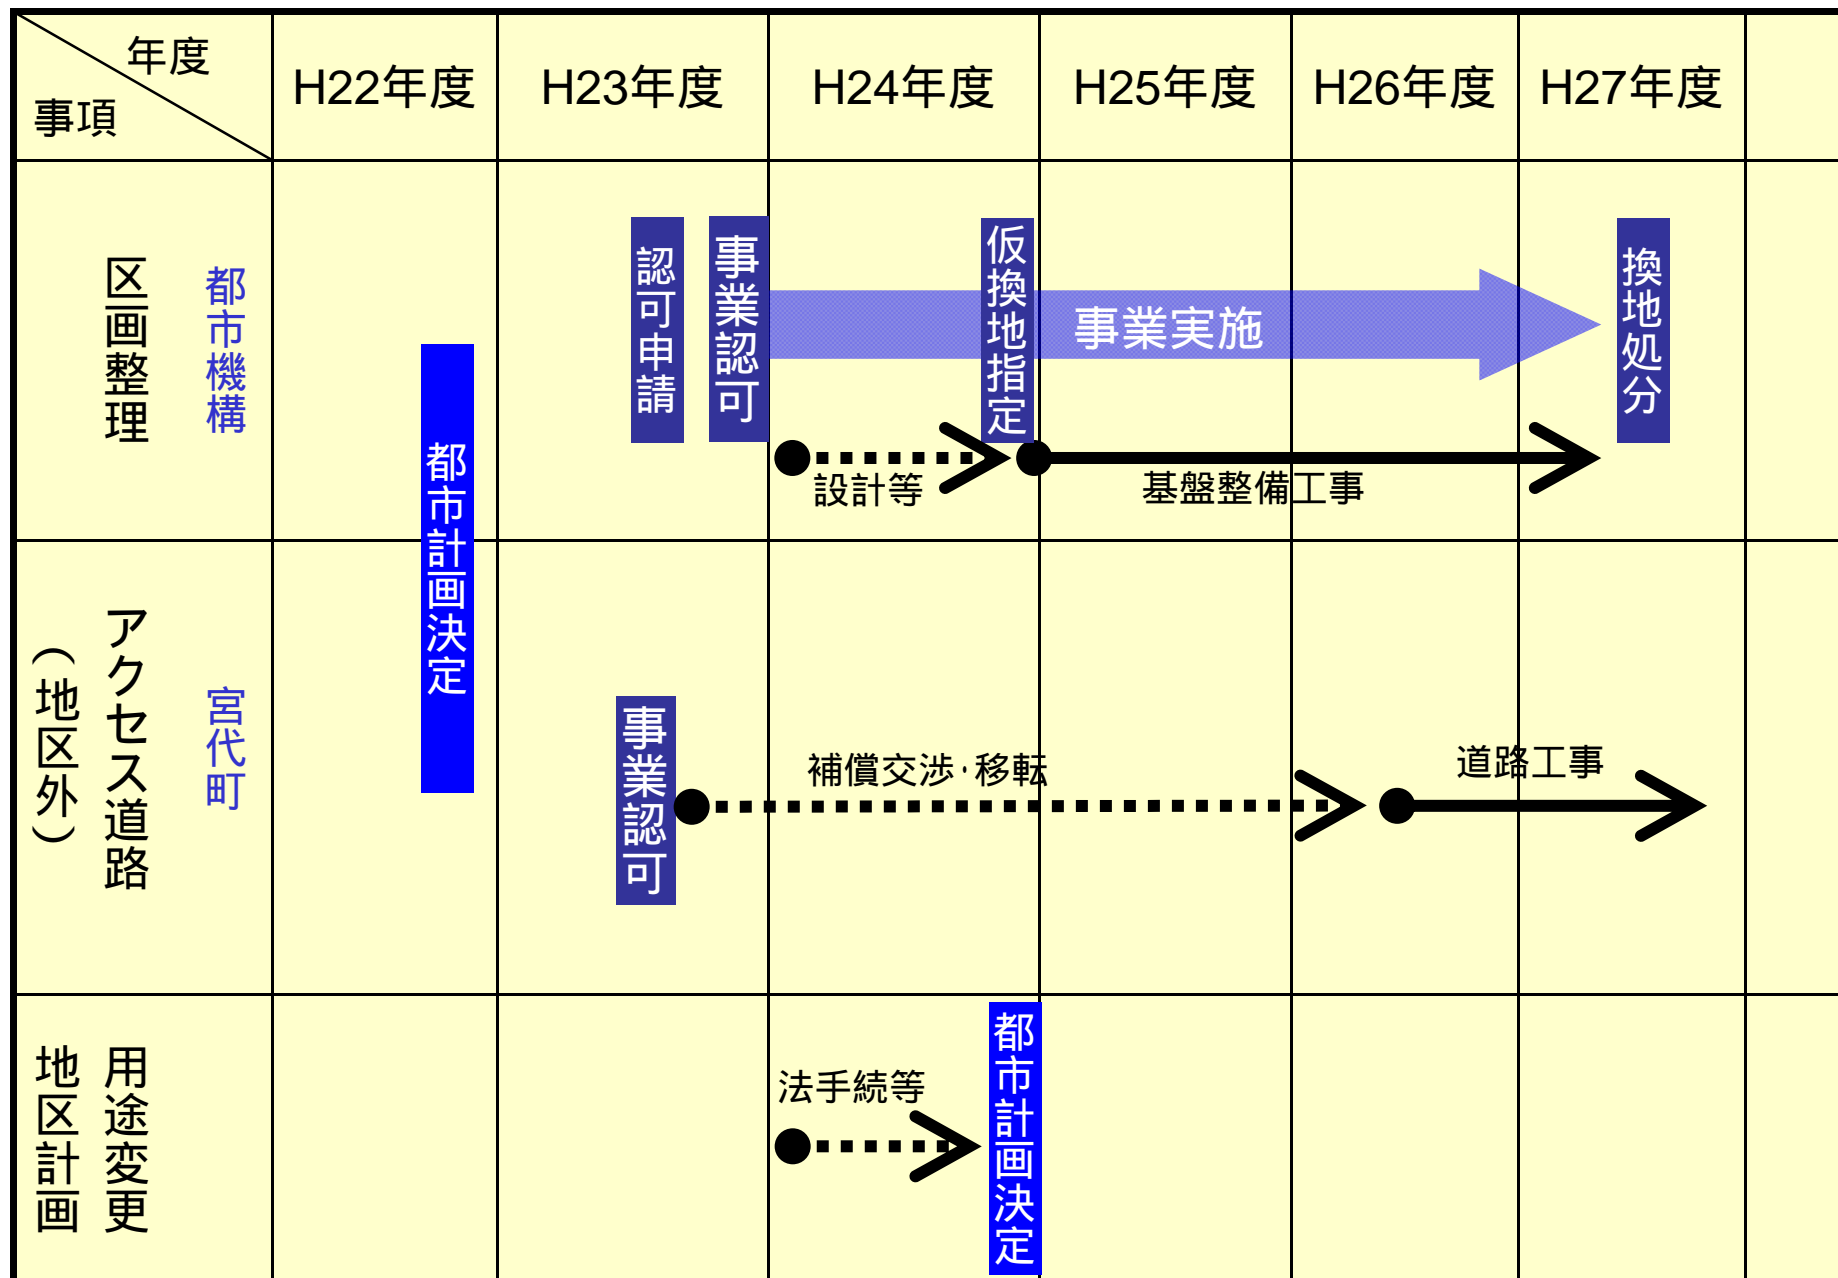 年度
事項
H22年度
H23年度
H24年度
H25年度
H26年度
H27年度
区画整理
都市機構
都市計画決定
認可申請
事業認可
仮換地指定
事業実施
換地処分
設計等
基盤整備工事
アクセス道路
（地区外）
宮代町
事業認可
補償交渉・移転
道路工事
用途変更
地区計画
法手続等
都市計画決定